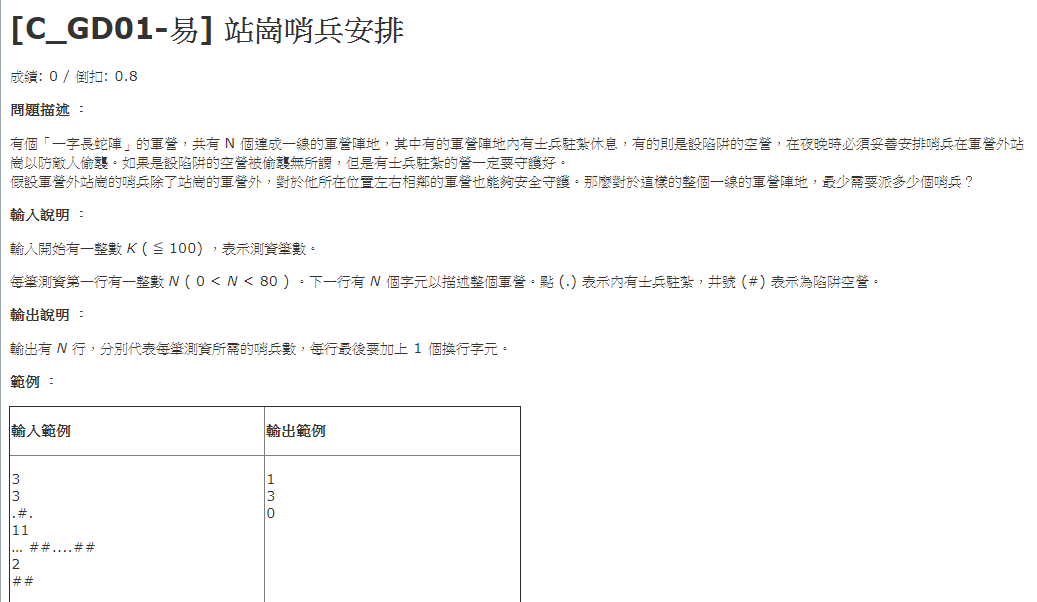 [C_GD01-易] 站崗哨兵安排
成績: 0 / 倒扣: 0.8
問題描述 ：
有個「一字長蛇陣」的軍營，共有 N 個連成一線的軍營陣地，其中有的軍營陣地內有士兵駐紮休息，有的則是設陷阱的空營，在夜晚時必須妥善安排哨兵在軍營外站
崗以防敵人偷襲。如果是設陷阱的空營被偷襲無所謂，但是有士兵駐紮的營一定要守護好。
假設軍營外站崗的哨兵除了站崗的軍營外，對於他所在位置左右相鄰的軍營也能夠安全守護。那麼對於這樣的整個一線的軍營陣地，最少需要派多少個哨兵？
輸入說明 ：
輸入開始有一整數 K ( ≦ 100) ，表示測資筆數。
每筆測資第一行有一整數 N ( 0 < N < 80 ) 。下一行有 N 個字元以描述整個軍營。點 (.) 表示內有士兵駐紮，井號 (#) 表示為陷阱空營。
輸出說明 ：
輸出有 N 行，分別代表每筆測資所需的哨兵數，每行最後要加上 1 個換行字元。
範例 ：
輸入範例 輸出範例
3 1
3 3
.#. 0
11
... ##....##
2
##